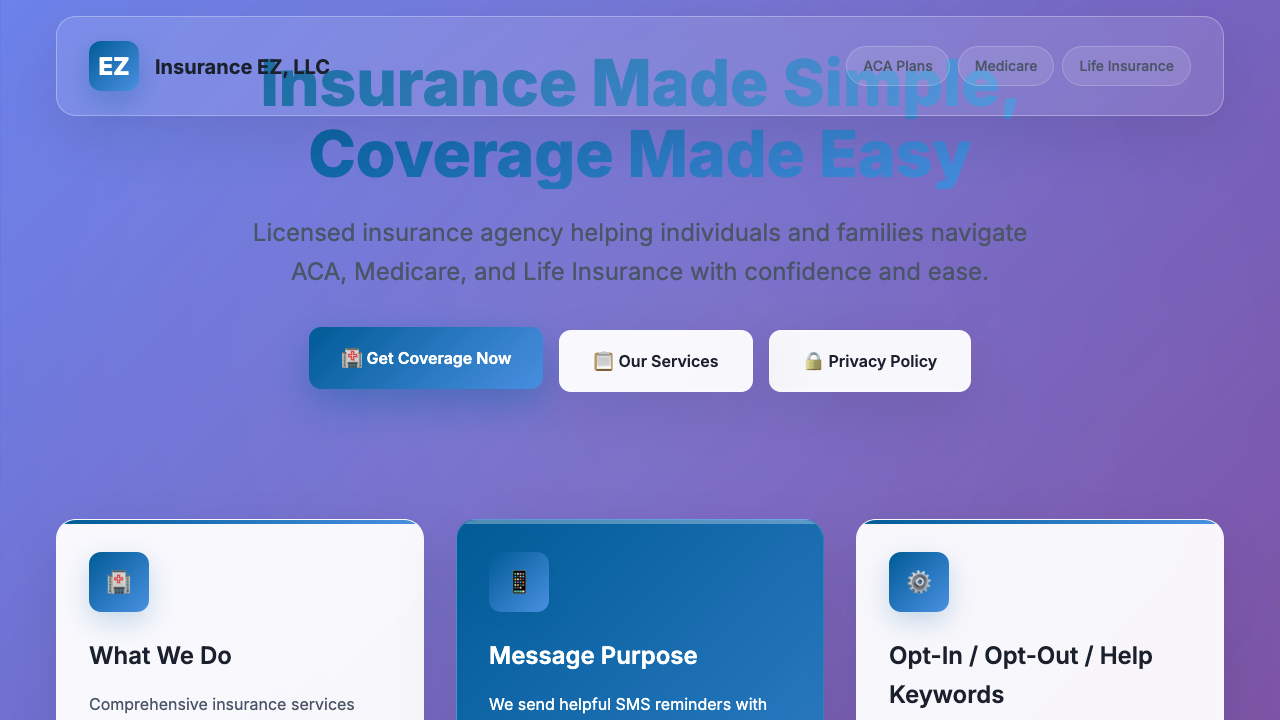 EZ
Insurance EZ, LLC
ACA Plans
Medicare
Life Insurance
Insurance Made Simple,
Coverage Made Easy
Licensed insurance agency helping individuals and families navigate
ACA, Medicare, and Life Insurance with confidence and ease.
Get Coverage Now
Our Services
Privacy Policy
What We Do
Comprehensive insurance services
Message Purpose
We send helpful SMS reminders with
Opt-In / Opt-Out / Help
Keywords